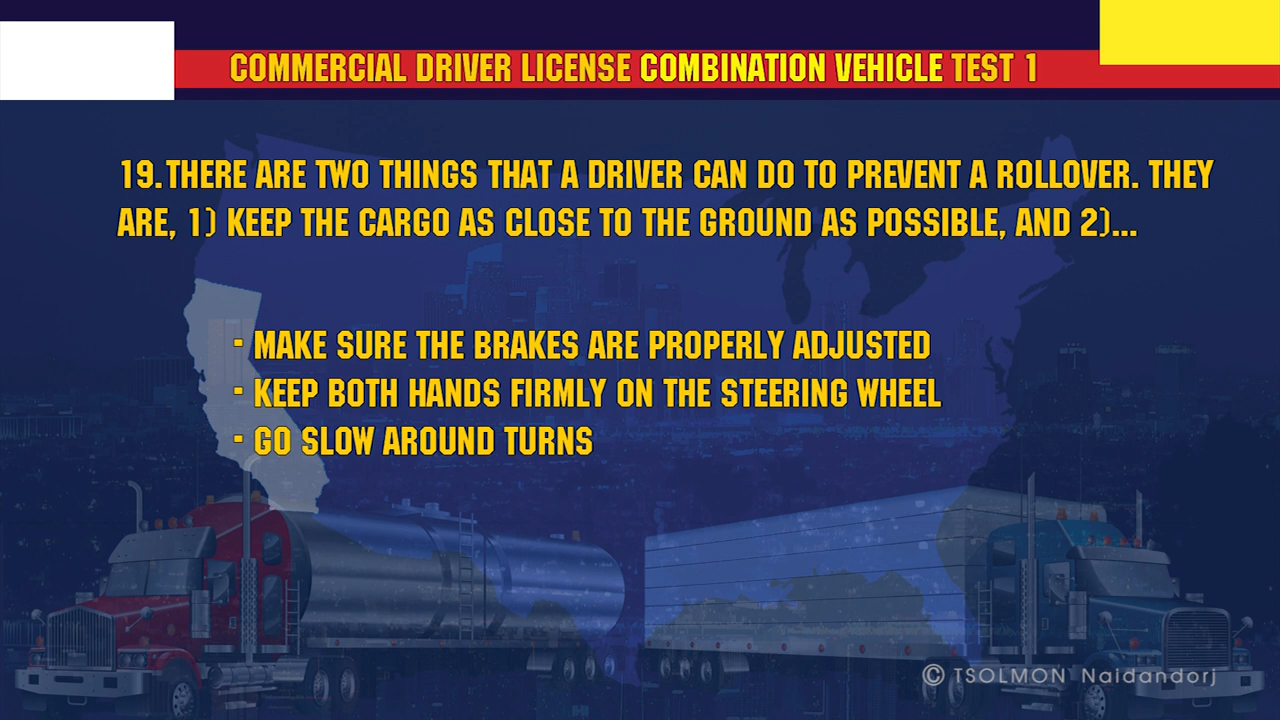 COMMERCIAL DRIVER LICENSE COMBINATION VEHICLE TEST 1
19.THERE ARE TWO THINGS THAT A DRIVER CAN DO TO PREVENT A ROLLOVER. THEY
ARE, 1) KEEP THE CARGO AS CLOSE TO THE GROUND AS POSSIBLE, AND 2)...
- MAKE SURE THE BRAKES ARE PROPERLY ADJUSTED
- KEEP BOTH HANDS FIRMLY ON THE STEERING WHEEL
- GO SLOW AROUND TURNS
© TSOLMON Naidandorj